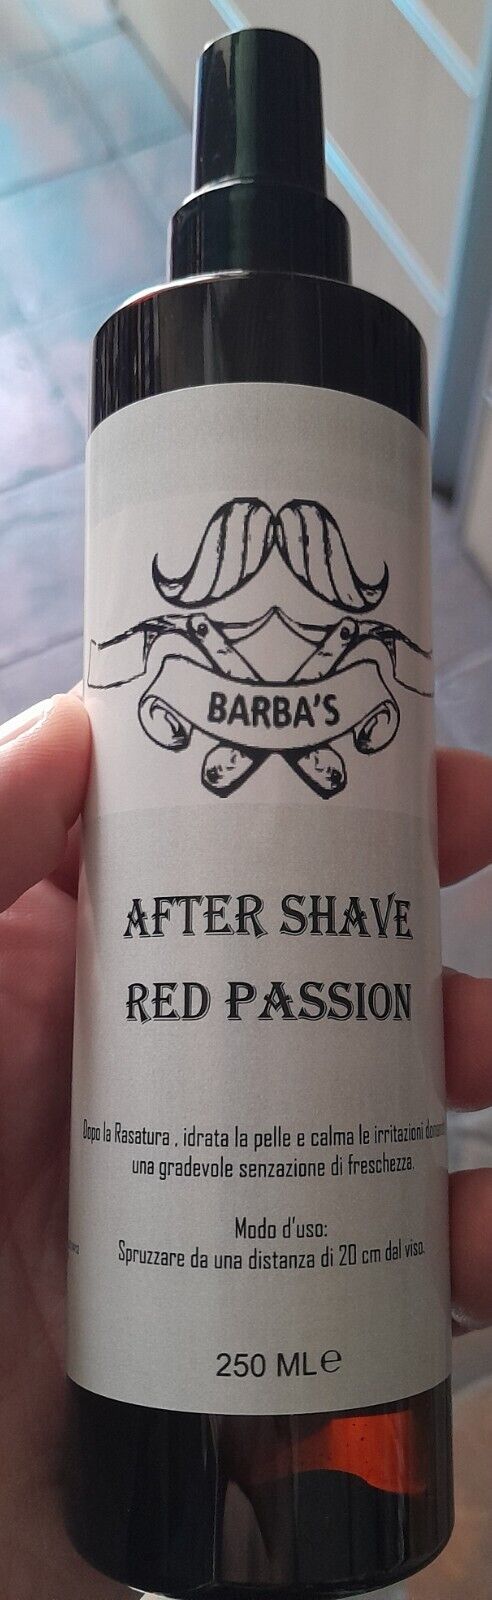 BARBA'S
AFTER SHAVE
RED PASSION
Dopo la Rasatura , idrata la pelle e calma le irritazioni
una gradevole senzazione di freschezza.
Modo d'uso:
Spruzzare da una distanza di 20 cm dal viso.
250 ML℮